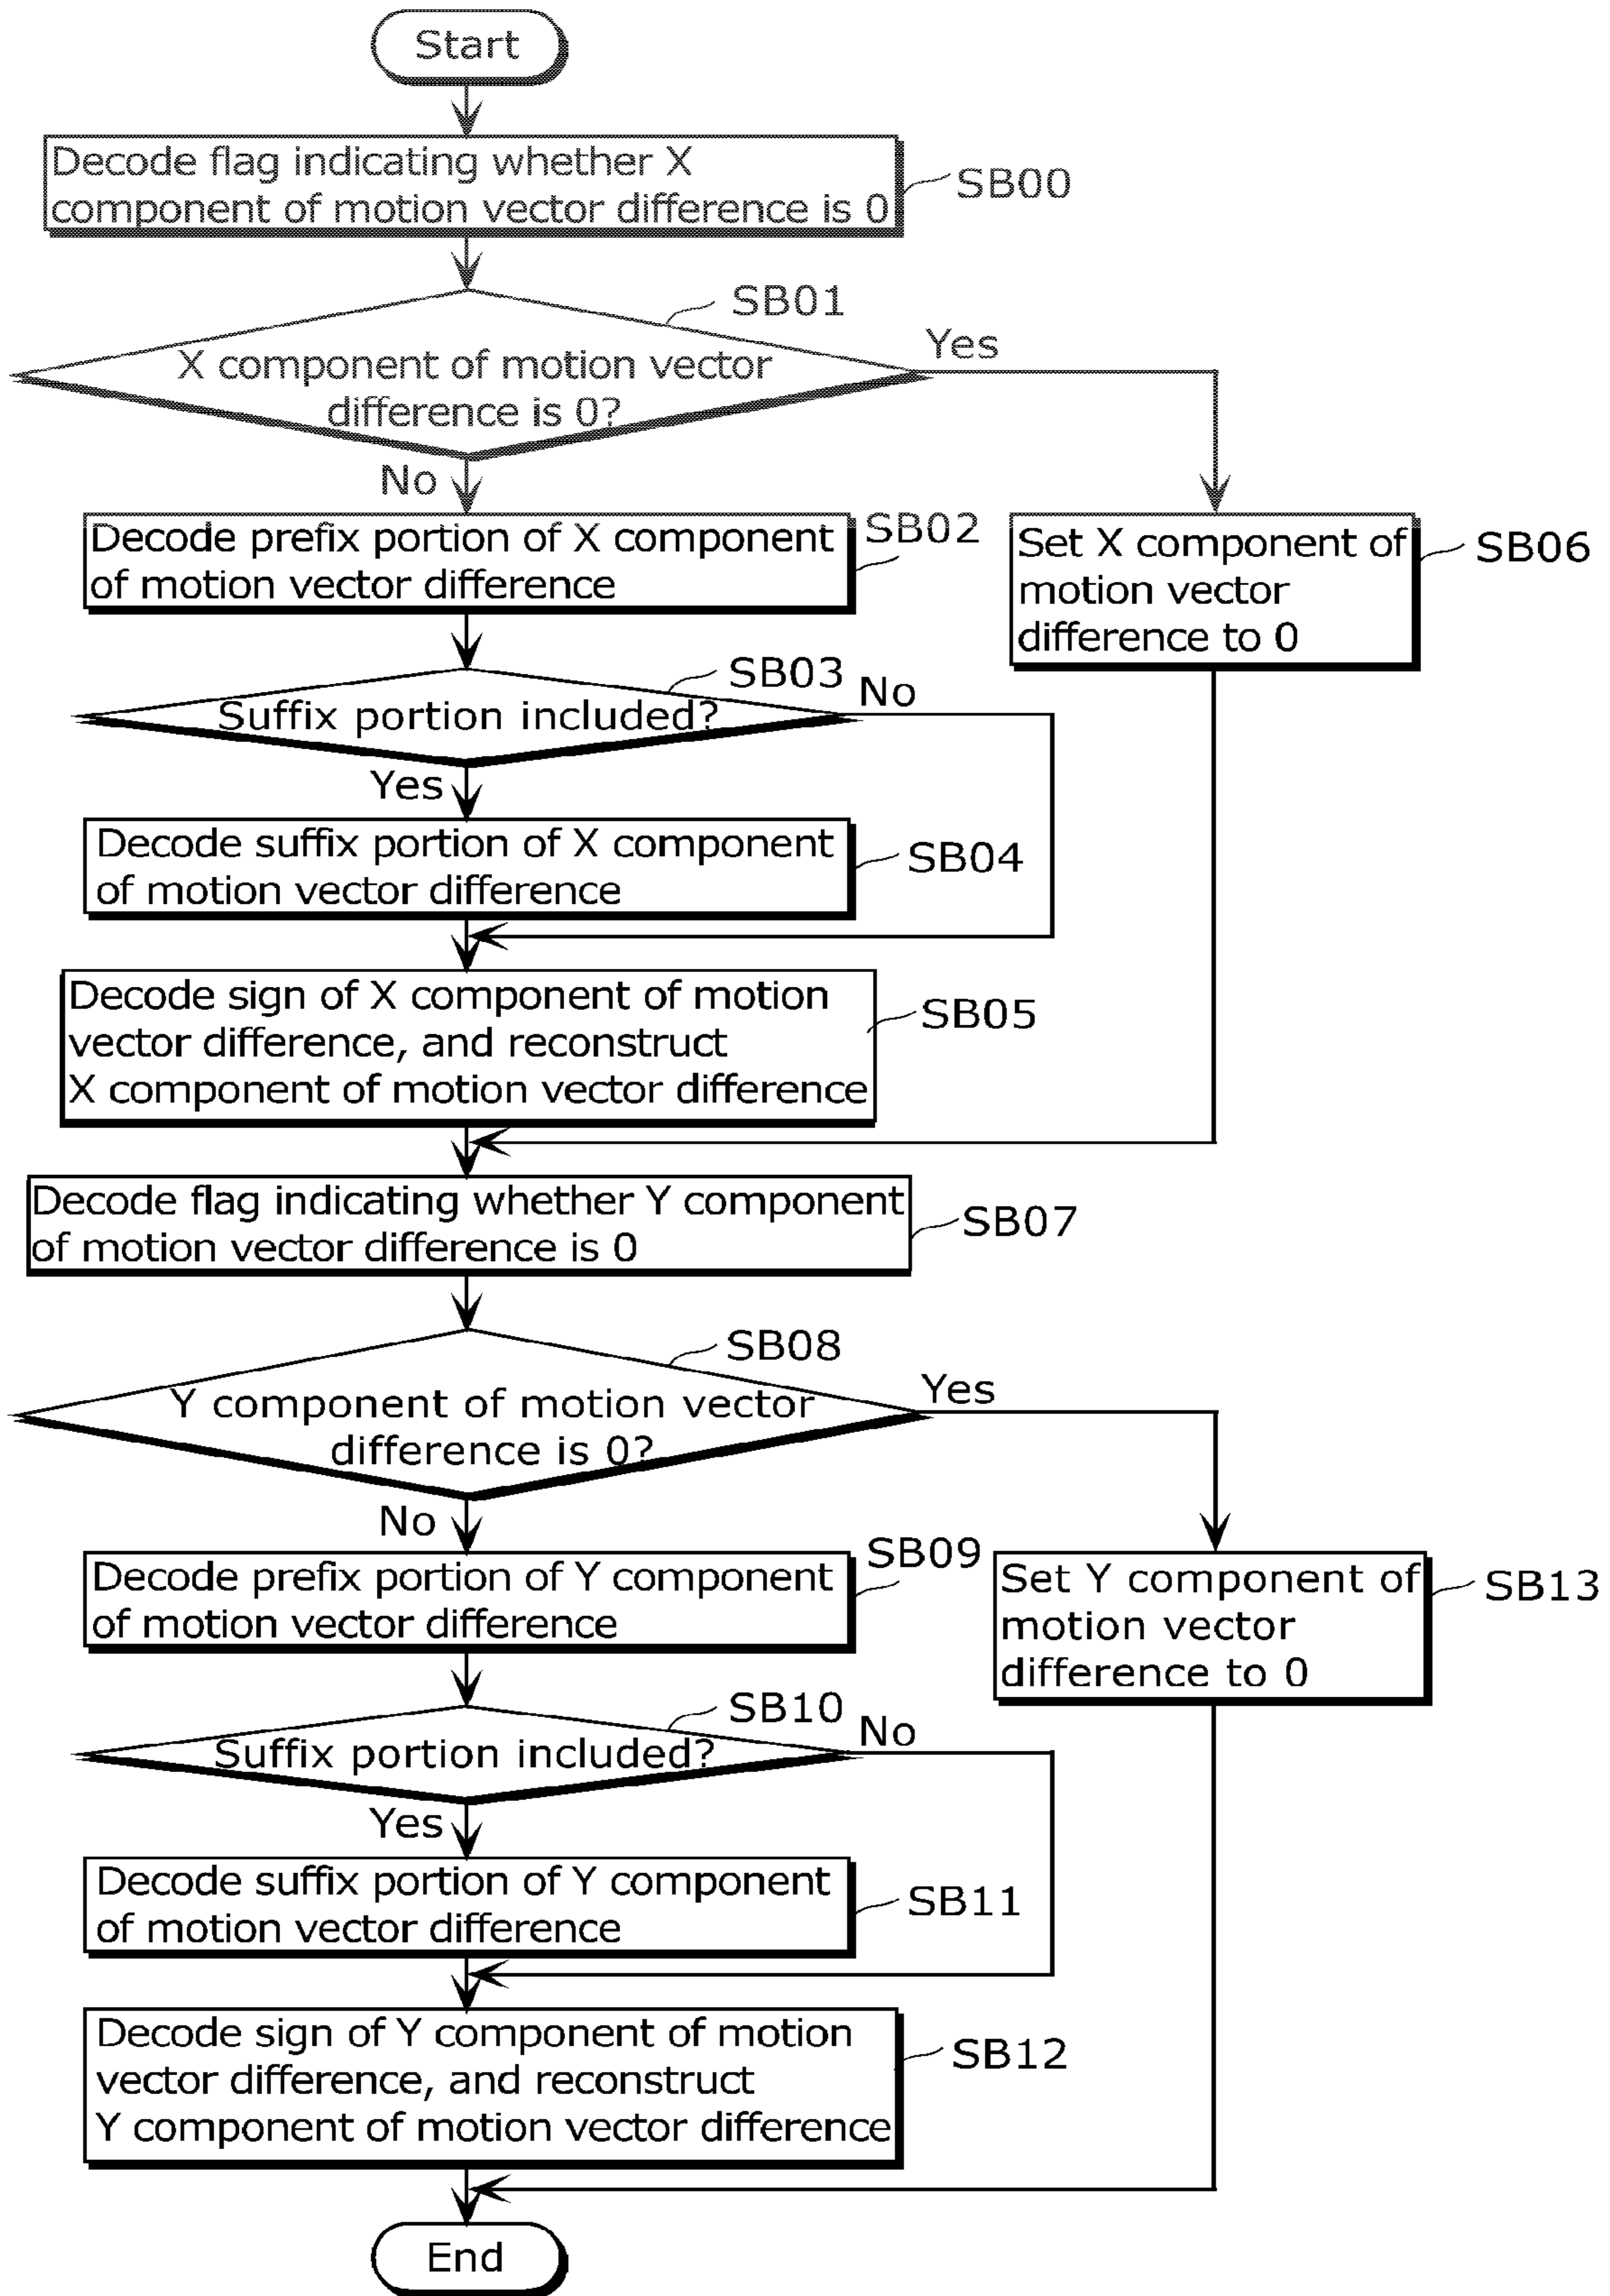 Start
Decode flag indicating whether X
component of motion vector difference is 0
SB00
SB01
X component of motion vector
difference is 0?
Yes
No
Decode prefix portion of X component
of motion vector difference
SB02
Set X component of
motion vector
difference to 0
SB06
SB03
Suffix portion included?
No
Yes
Decode suffix portion of X component
of motion vector difference
SB04
Decode sign of X component of motion
vector difference, and reconstruct
X component of motion vector difference
SB05
Decode flag indicating whether Y component
of motion vector difference is 0
SB07
SB08
Y component of motion vector
difference is 0?
Yes
No
Decode prefix portion of Y component
of motion vector difference
SB09
Set Y component of
motion vector
difference to 0
SB13
SB10
Suffix portion included?
No
Yes
Decode suffix portion of Y component
of motion vector difference
SB11
Decode sign of Y component of motion
vector difference, and reconstruct
Y component of motion vector difference
SB12
End